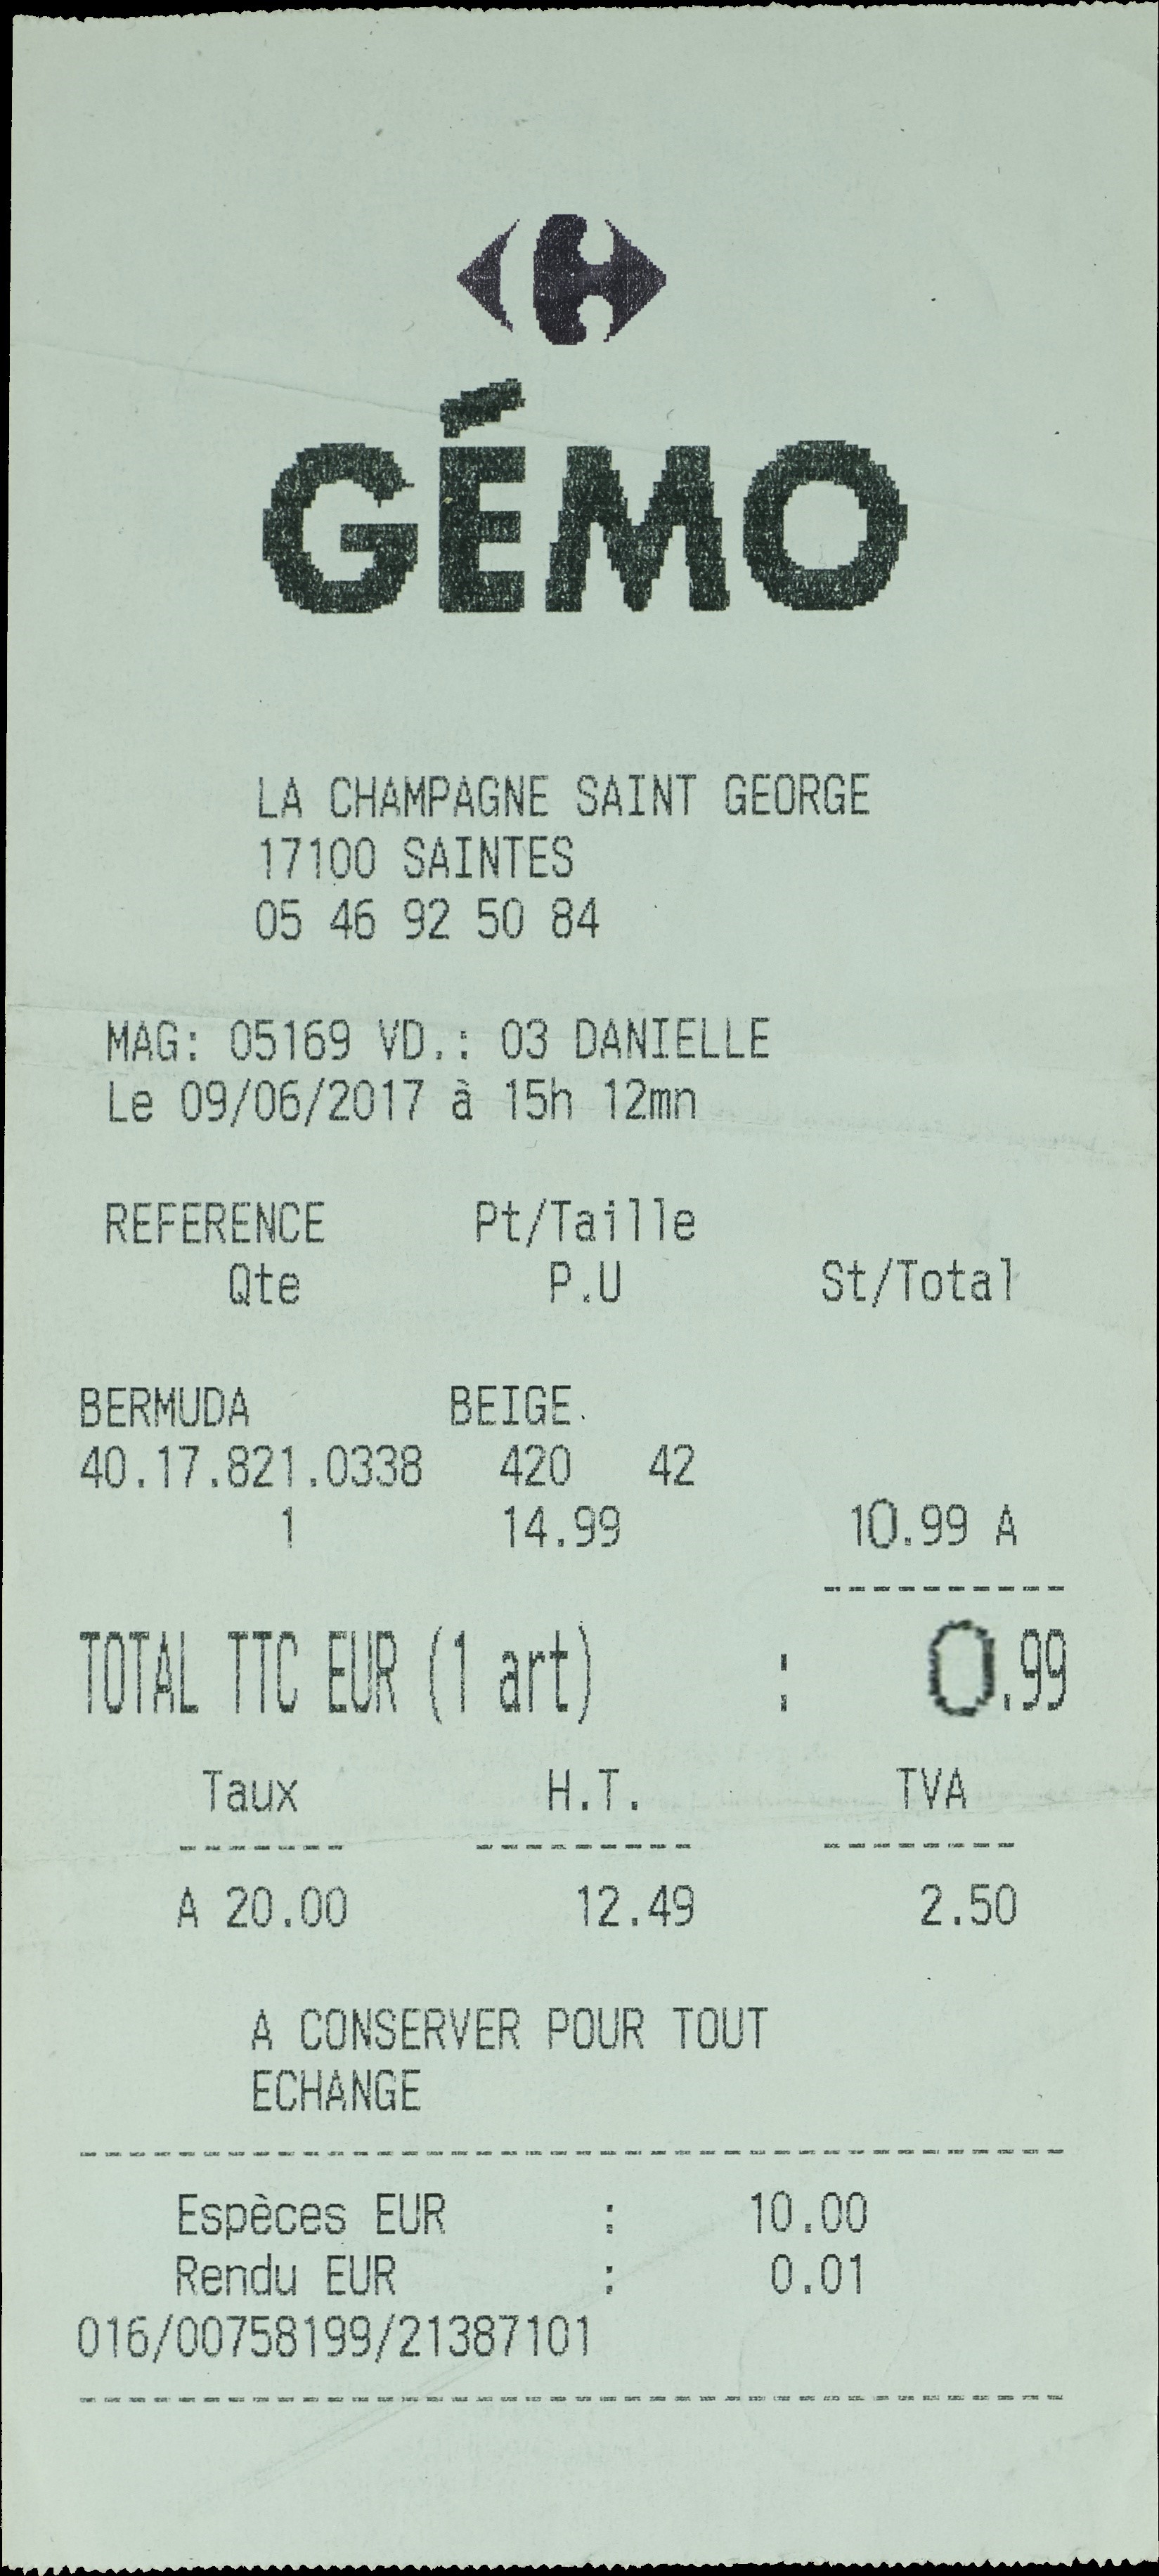 GÉMO
LA CHAMPAGNE SAINT GEORGE
17100 SAINTES
05 46 92 50 84
MAG: 05169 VD.: 03 DANIELLE
Le 09/06/2017 à 15h 12mn
REFERENCE Pt/Taille
Qte P.U St/Total
BERMUDA BEIGE
40.17.821.0338 420 42
1 14.99 10.99 A
TOTAL TTC EUR (1 art) : 0.99
Taux H.T. TVA
A 20.00 12.49 2.50
A CONSERVER POUR TOUT
ECHANGE
Espèces EUR : 10.00
Rendu EUR : 0.01
016/00758199/21387101